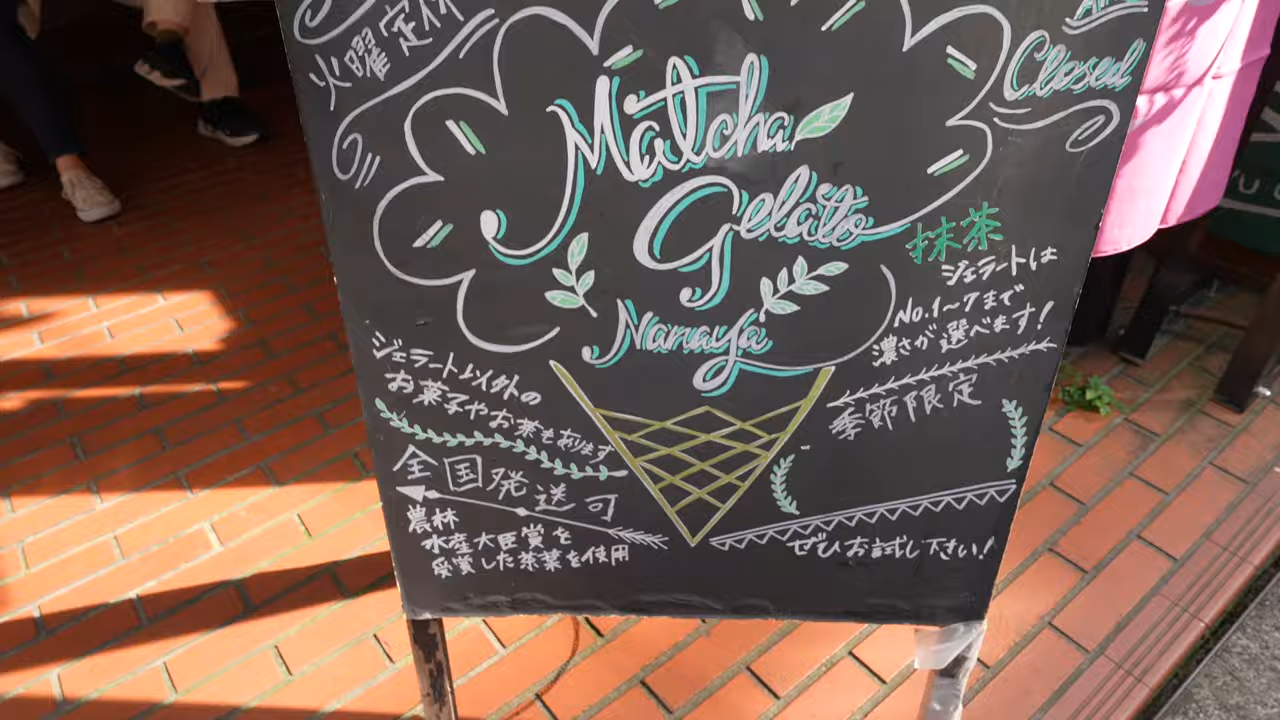 火曜定休
Closed
Matcha
Gelato
Nanaya
抹茶
ジェラートは
No.1~7まで
濃さが選べます!
季節限定
ジェラート以外の
お菓子やお茶もあります
全国発送可
農林
水産大臣賞を
受賞した茶葉を使用
ぜひお試し下さい!